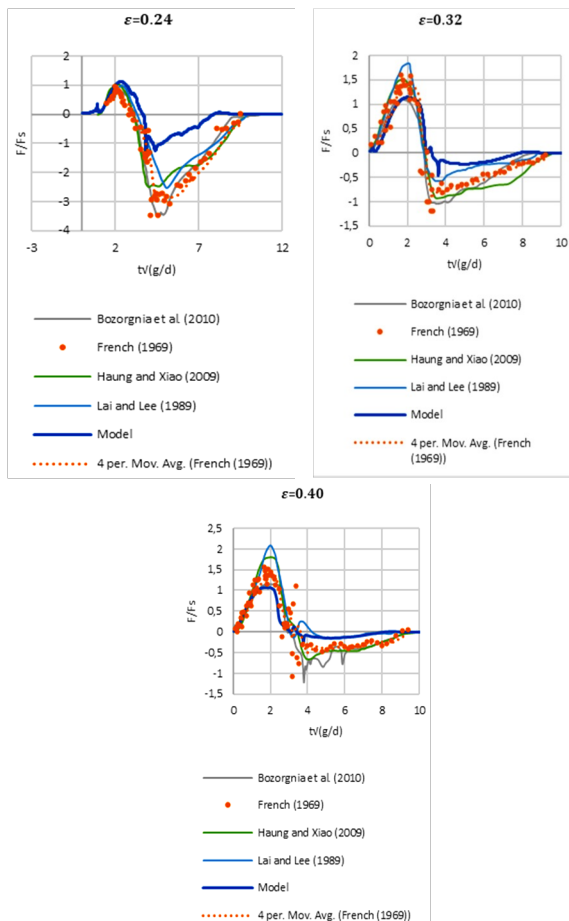 ε=0.24
2
1
0
-1
-2
-3
-4
F/Fs
-3
2
7
12
t√(g/d)
Bozorgnia et al. (2010)
French (1969)
Haung and Xiao (2009)
Lai and Lee (1989)
Model
4 per. Mov. Avg. (French (1969))
ε=0.32
2
1,5
1
0,5
0
-0,5
-1
-1,5
F/Fs
0
2
4
6
8
10
t√(g/d)
Bozorgnia et al. (2010)
French (1969)
Haung and Xiao (2009)
Lai and Lee (1989)
Model
4 per. Mov. Avg. (French
(1969))
ε=0.40
2,5
2
1,5
1
0,5
0
-0,5
-1
-1,5
F/Fs
0
2
4
6
8
10
t√(g/d)
Bozorgnia et al. (2010)
French (1969)
Haung and Xiao (2009)
Lai and Lee (1989)
Model
4 per. Mov. Avg. (French (1969))